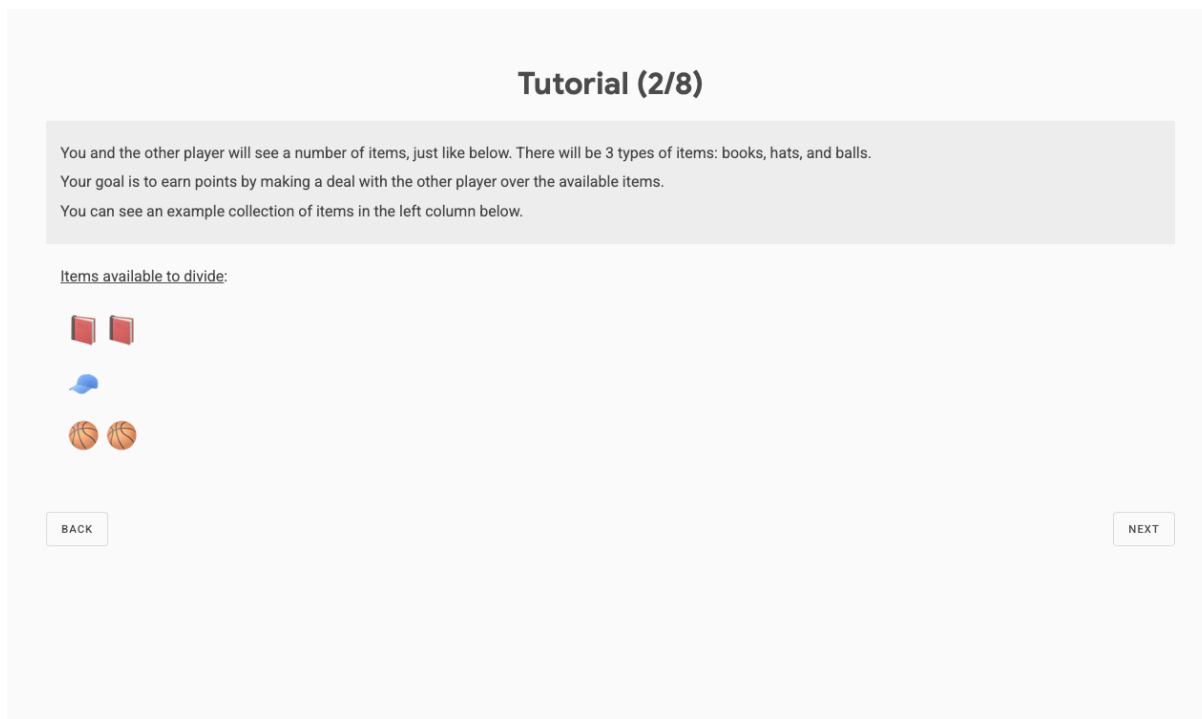 Tutorial (2/8)
You and the other player will see a number of items, just like below. There will be 3 types of items: books, hats, and balls.
Your goal is to earn points by making a deal with the other player over the available items.
You can see an example collection of items in the left column below.
Items available to divide:
BACK
NEXT